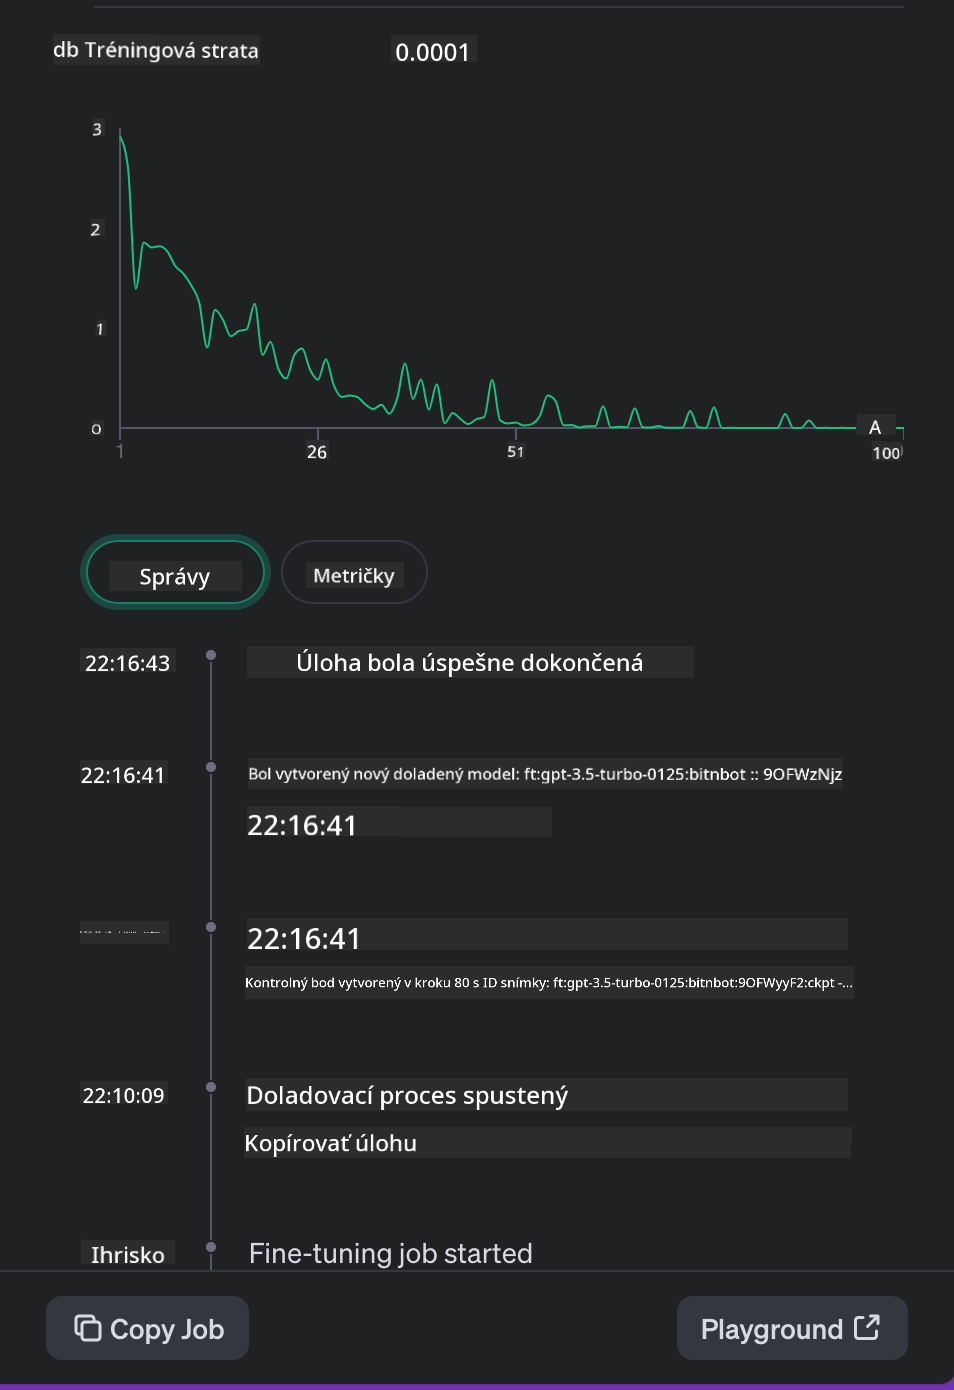 db Tréningová strata 0.0001
3
2
1
0
1 26 51 100
A
Správy Metričky
22:16:43 Úloha bola úspešne dokončená
22:16:41 Bol vytvorený nový doladený model: ft:gpt-3.5-turbo-0125:bitnbot :: 9OFWzNjz
22:16:41
22:16:41
Kontrolný bod vytvorený v kroku 80 s ID snímky: ft:gpt-3.5-turbo-0125:bitnbot:9OFWyyF2:ckpt -...
22:10:09 Doladovací proces spustený
Kopírovať úlohu
Ihrisko Fine-tuning job started
Copy Job Playground